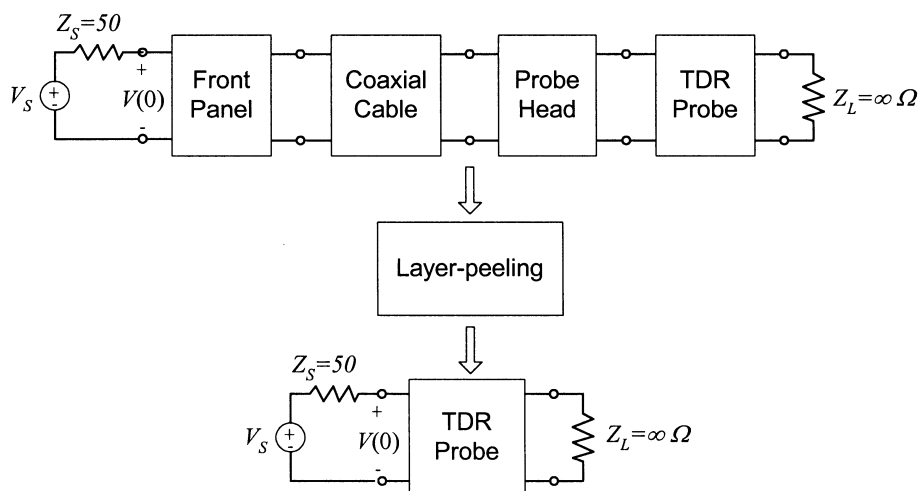 Z_S=50
V_S
+
-
+
V(0)
-
Front
Panel
Coaxial
Cable
Probe
Head
TDR
Probe
Z_L=∞ Ω
Layer-peeling
Z_S=50
V_S
+
-
+
V(0)
-
TDR
Probe
Z_L=∞ Ω